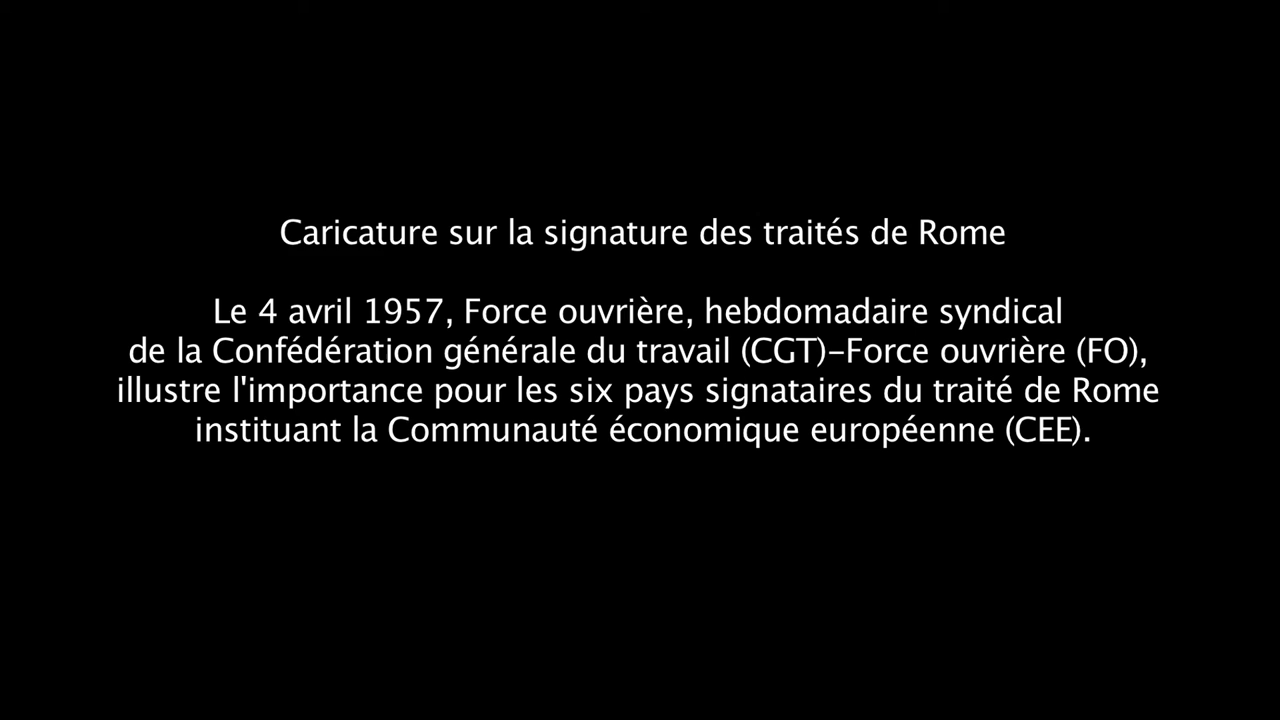 Caricature sur la signature des traités de Rome
Le 4 avril 1957, Force ouvrière, hebdomadaire syndical
de la Confédération générale du travail (CGT)-Force ouvrière (FO),
illustre l'importance pour les six pays signataires du traité de Rome
instituant la Communauté économique européenne (CEE).